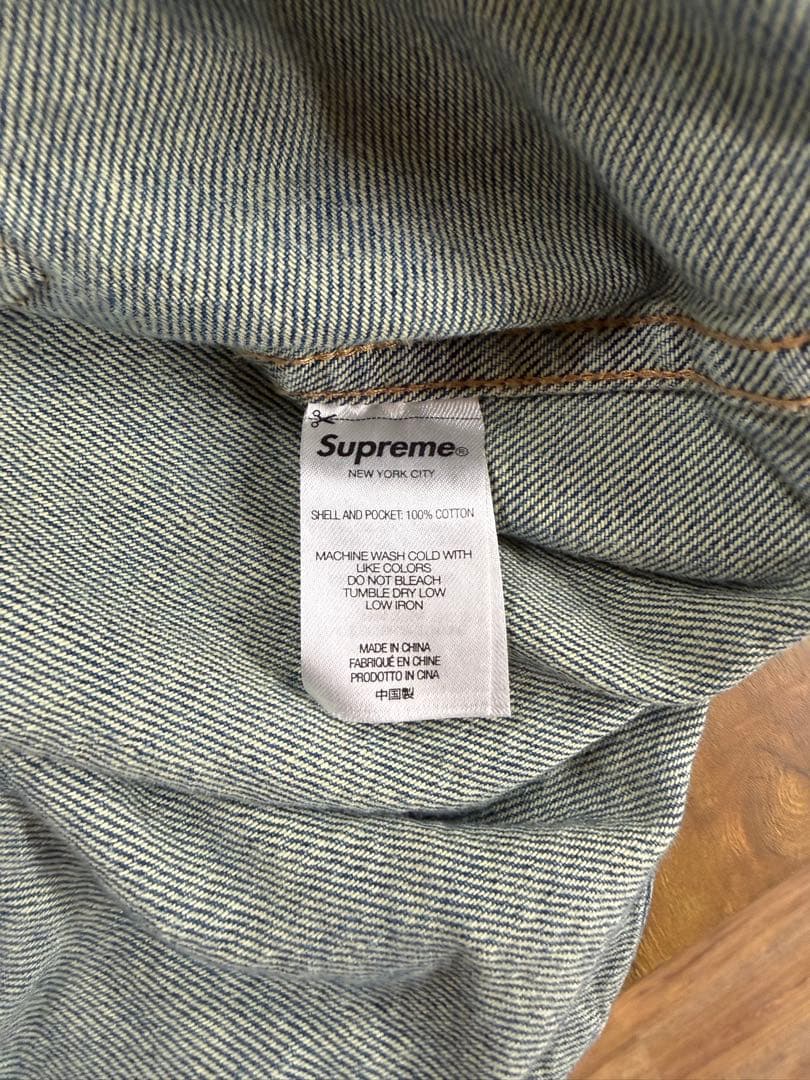 Supreme®
NEW YORK CITY
SHELL AND POCKET: 100% COTTON
MACHINE WASH COLD WITH
LIKE COLORS
DO NOT BLEACH
TUMBLE DRY LOW
LOW IRON
MADE IN CHINA
FABRIQUÉ EN CHINE
PRODOTTO IN CINA
中国製